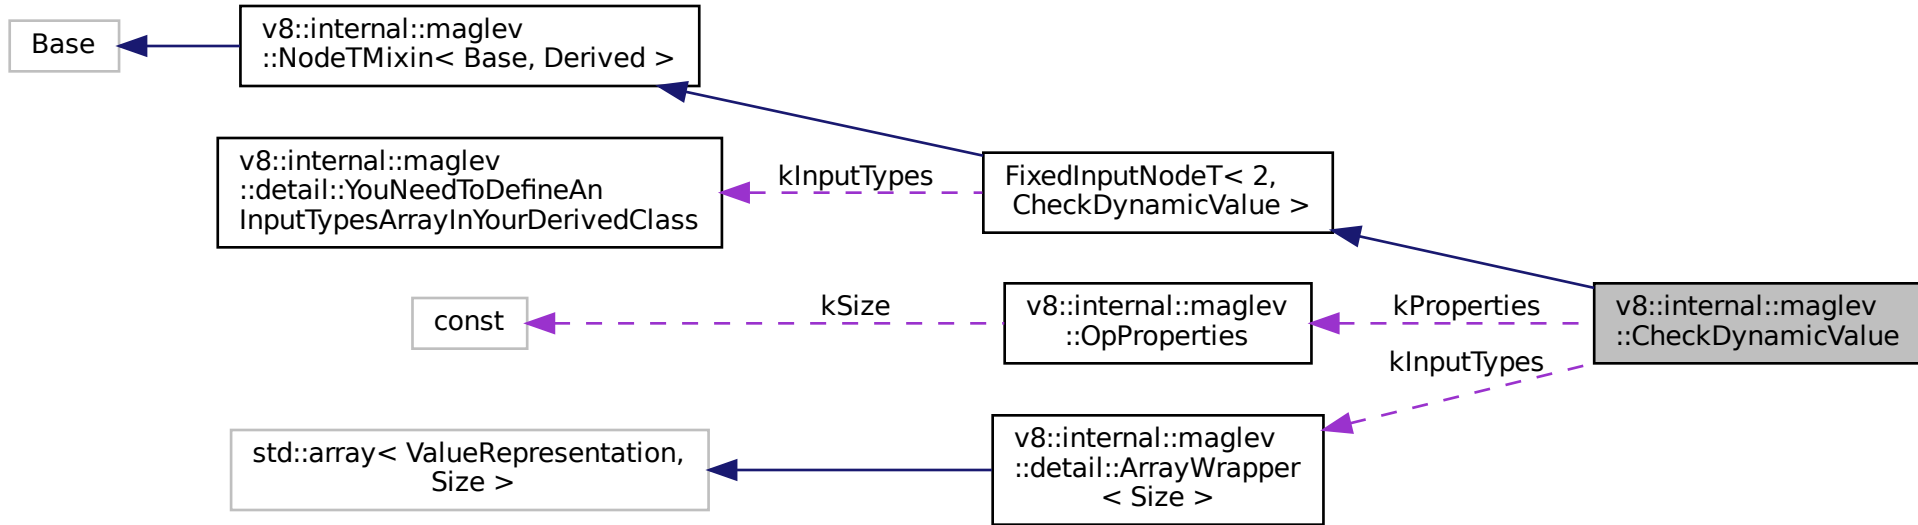 Base
v8::internal::maglev
::NodeTMixin< Base, Derived >
v8::internal::maglev
::detail::YouNeedToDefineAn
InputTypesArrayInYourDerivedClass
kInputTypes
FixedInputNodeT< 2,
CheckDynamicValue >
const
kSize
v8::internal::maglev
::OpProperties
kProperties
v8::internal::maglev
::CheckDynamicValue
kInputTypes
std::array< ValueRepresentation,
Size >
v8::internal::maglev
::detail::ArrayWrapper
< Size >